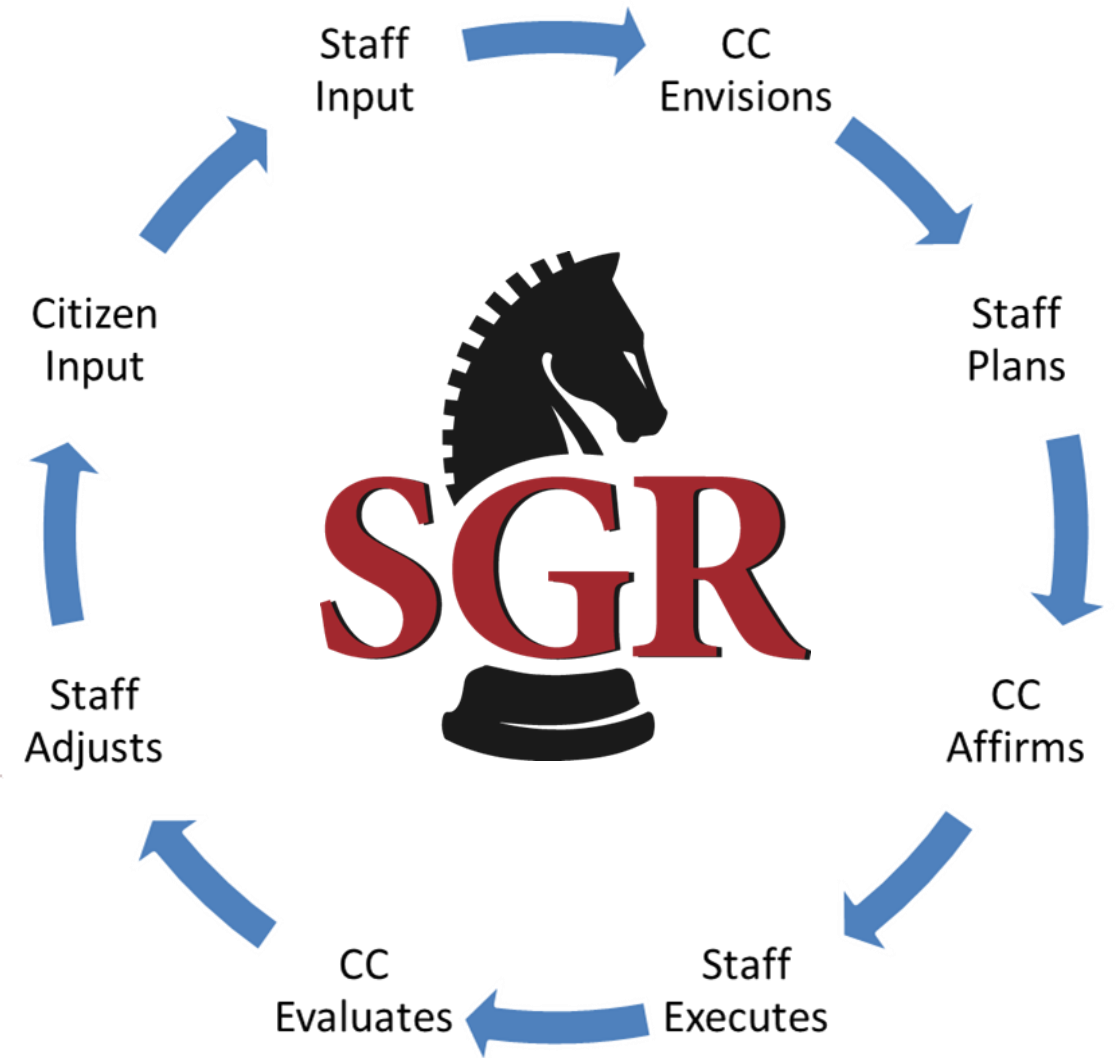 Staff
Input
CC
Envisions
Staff
Plans
CC
Affirms
Staff
Executes
CC
Evaluates
Staff
Adjusts
Citizen
Input
SGR